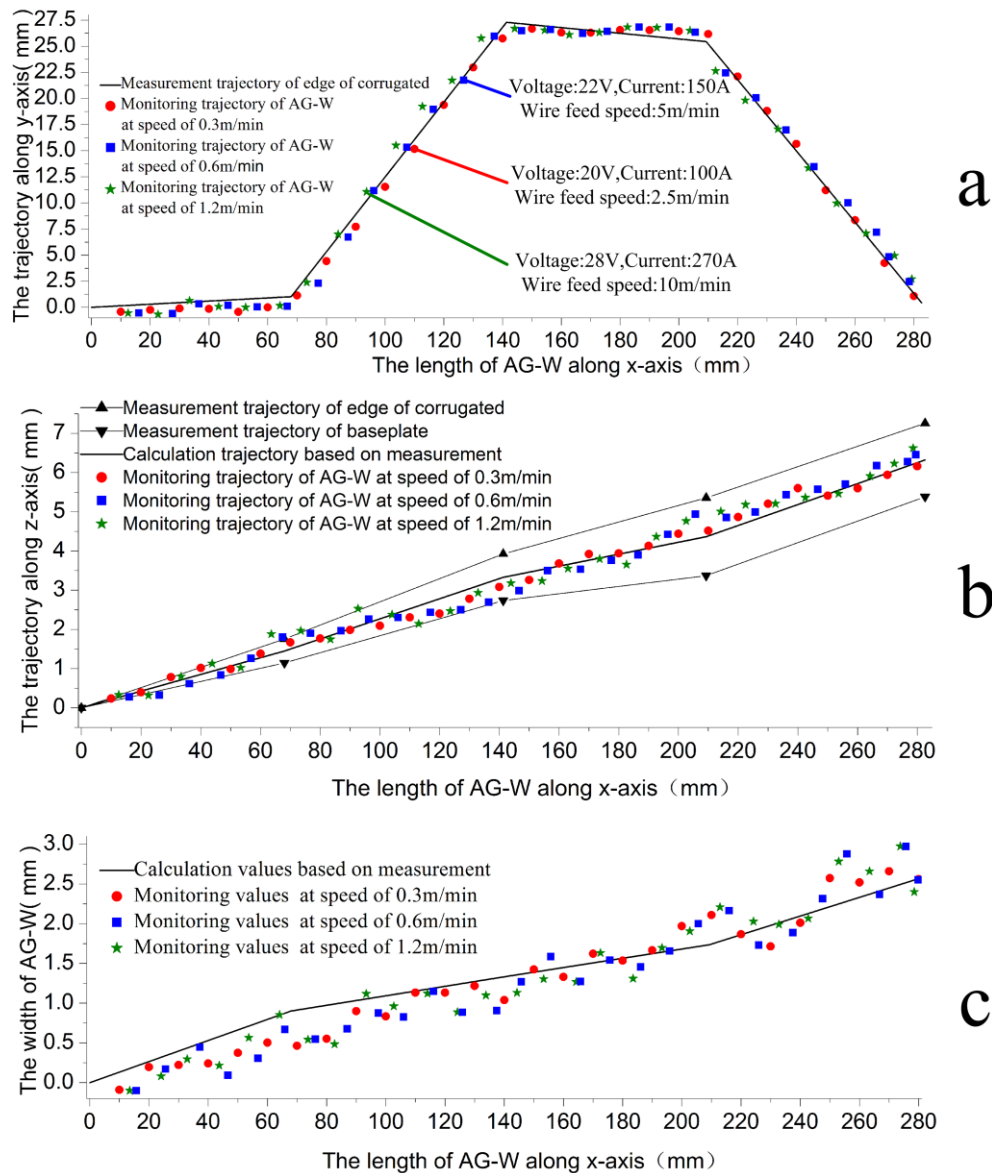 27.5
25.0
22.5
20.0
17.5
15.0
12.5
10.0
7.5
5.0
2.5
0.0
The trajectory along y-axis( mm)
Measurement trajectory of edge of corrugated
Monitoring trajectory of AG-W
at speed of 0.3m/min
Monitoring trajectory of AG-W
at speed of 0.6m/min
Monitoring trajectory of AG-W
at speed of 1.2m/min
Voltage:22V,Current:150A
Wire feed speed:5m/min
Voltage:20V,Current:100A
Wire feed speed:2.5m/min
Voltage:28V,Current:270A
Wire feed speed:10m/min
a
0 20 40 60 80 100 120 140 160 180 200 220 240 260 280
The length of AG-W along x-axis（mm）
Measurement trajectory of edge of corrugated
Measurement trajectory of baseplate
Calculation trajectory based on measurement
Monitoring trajectory of AG-W at speed of 0.3m/min
Monitoring trajectory of AG-W at speed of 0.6m/min
Monitoring trajectory of AG-W at speed of 1.2m/min
7
6
5
4
3
2
1
0
The trajectory along z-axis( mm)
b
0 20 40 60 80 100 120 140 160 180 200 220 240 260 280
The length of AG-W along x-axis（mm）
3.0
2.5
2.0
1.5
1.0
0.5
0.0
The width of AG-W( mm)
Calculation values based on measurement
Monitoring values at speed of 0.3m/min
Monitoring values at speed of 0.6m/min
Monitoring values at speed of 1.2m/min
c
0 20 40 60 80 100 120 140 160 180 200 220 240 260 280
The length of AG-W along x-axis（mm）